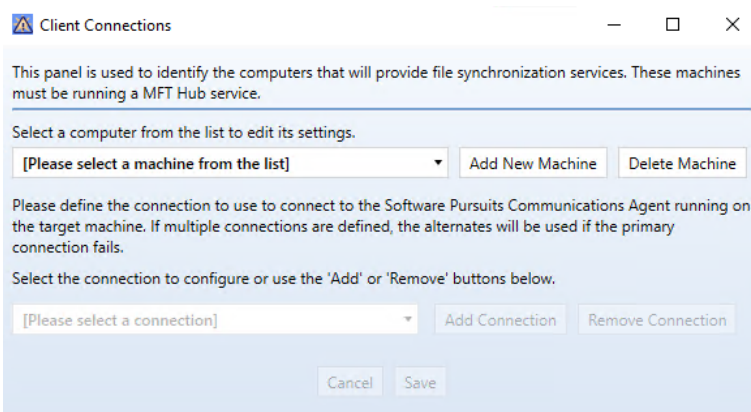 Client Connections
This panel is used to identify the computers that will provide file synchronization services. These machines
must be running a MFT Hub service.
Select a computer from the list to edit its settings.
[Please select a machine from the list] Add New Machine Delete Machine
Please define the connection to use to connect to the Software Pursuits Communications Agent running on
the target machine. If multiple connections are defined, the alternates will be used if the primary
connection fails.
Select the connection to configure or use the 'Add' or 'Remove' buttons below.
[Please select a connection] Add Connection Remove Connection
Cancel Save